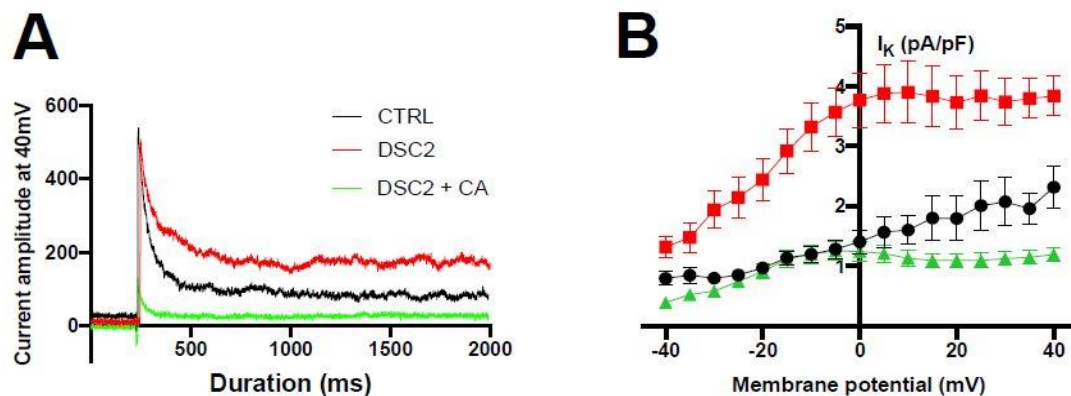 A
Current amplitude at 40mV
600
400
200
0
500
1000
1500
2000
Duration (ms)
CTRL
DSC2
DSC2 + CA
B
I_K (pA/pF)
5
4
3
2
1
-40
-20
0
20
40
Membrane potential (mV)